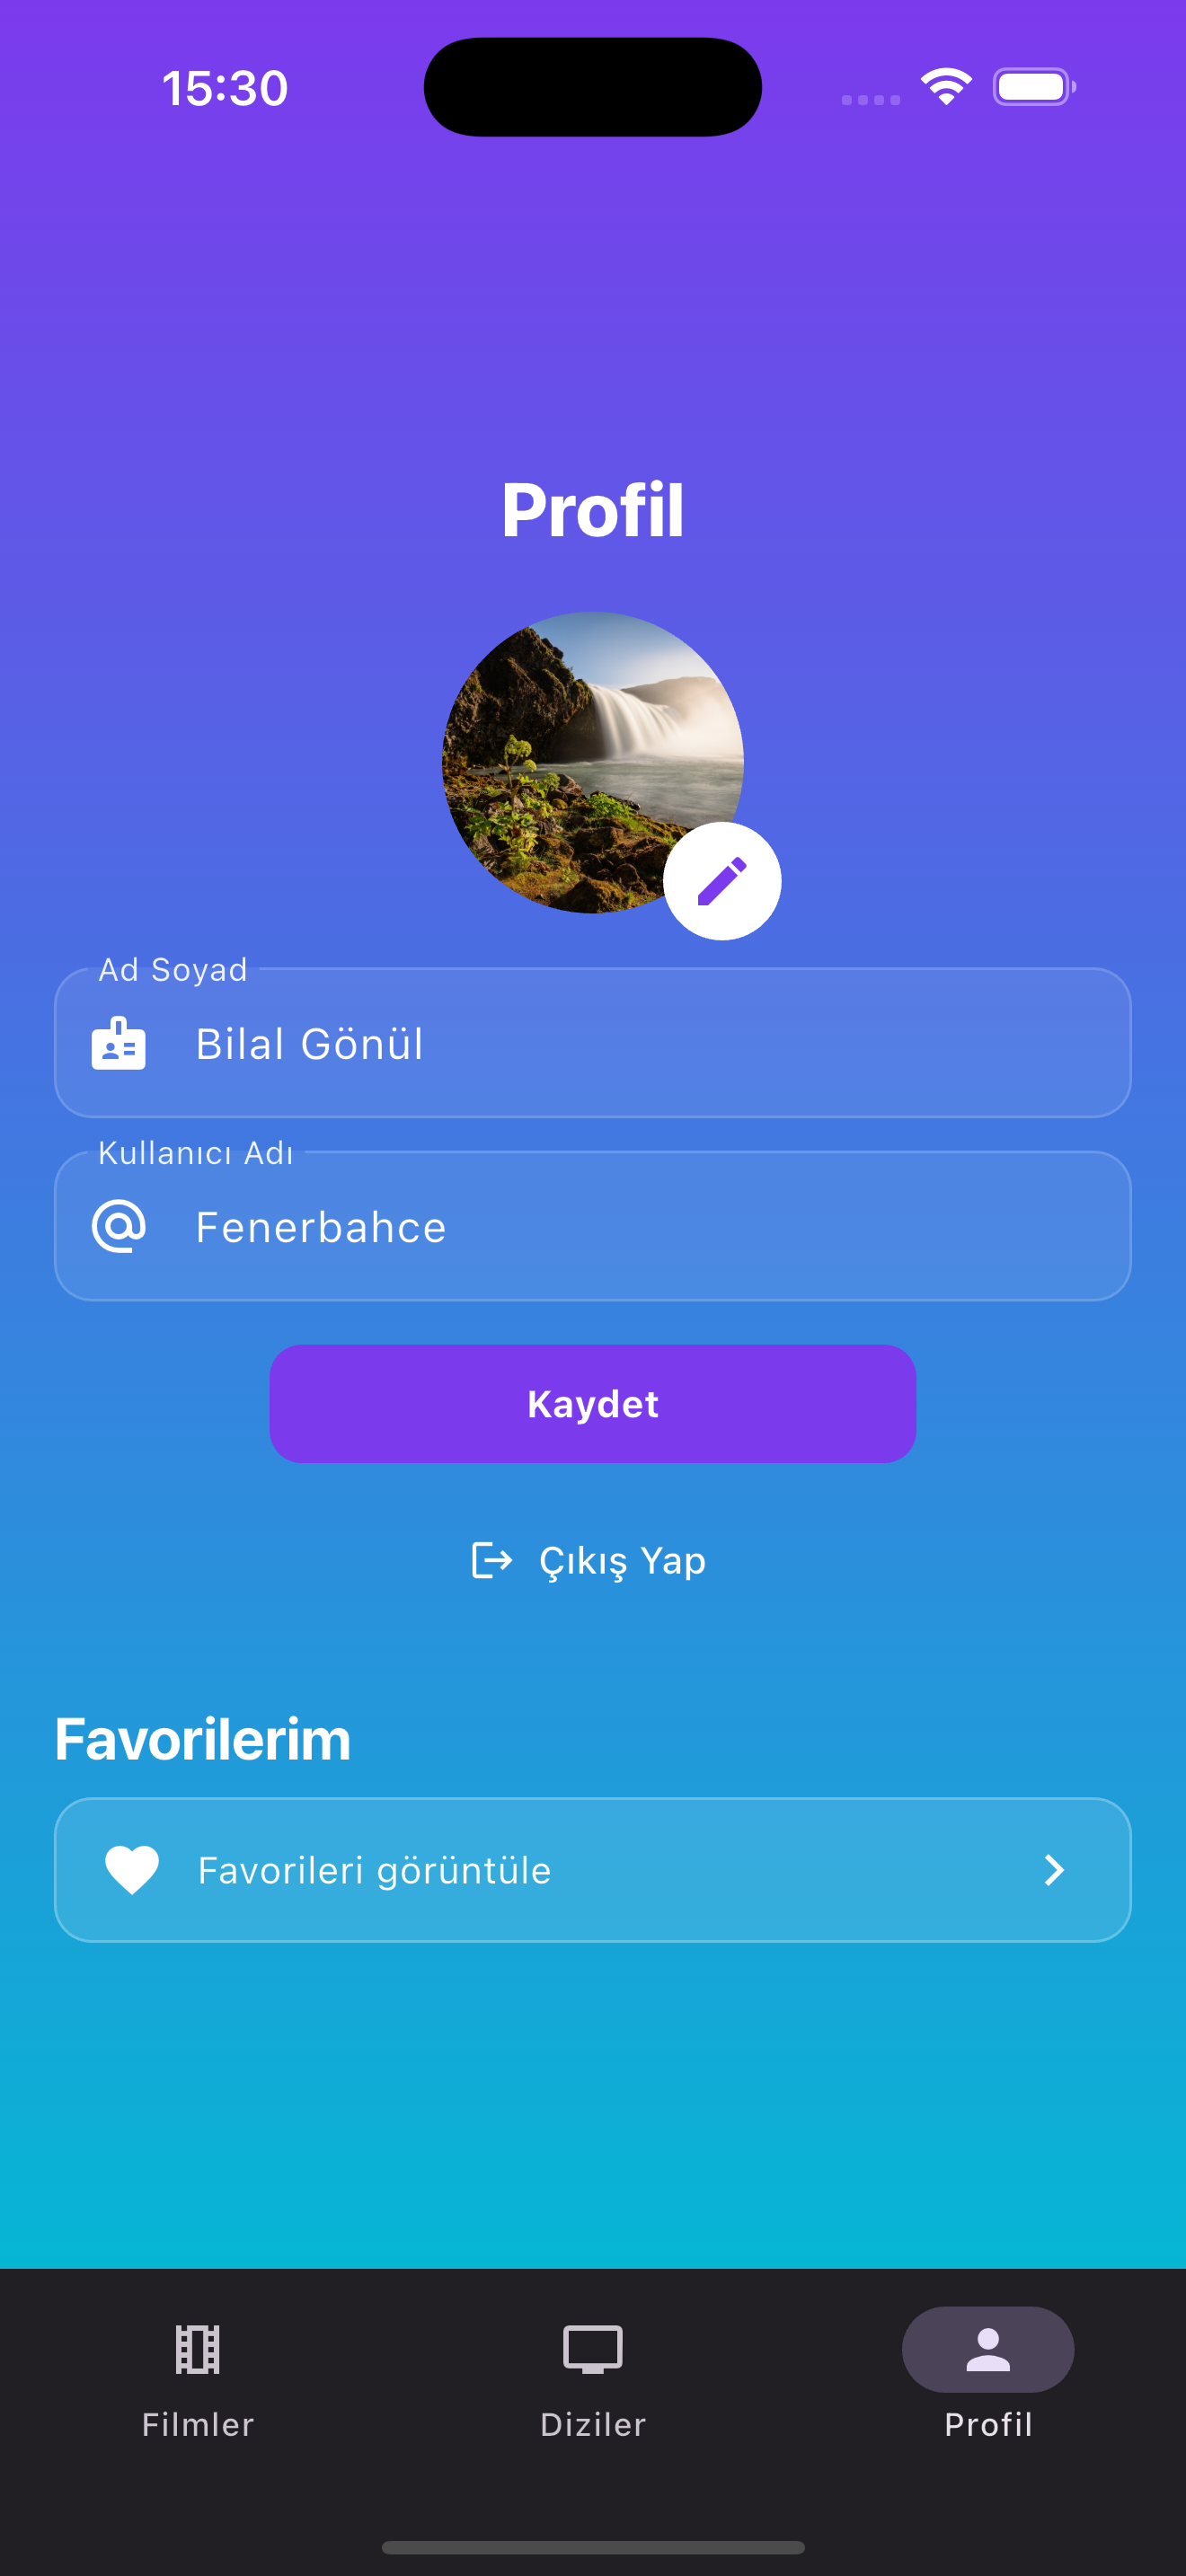 15:30
Profil
Ad Soyad
Bilal Gönül
Kullanıcı Adı
Fenerbahce
Kaydet
Çıkış Yap
Favorilerim
Favorileri görüntüle
Filmler
Diziler
Profil